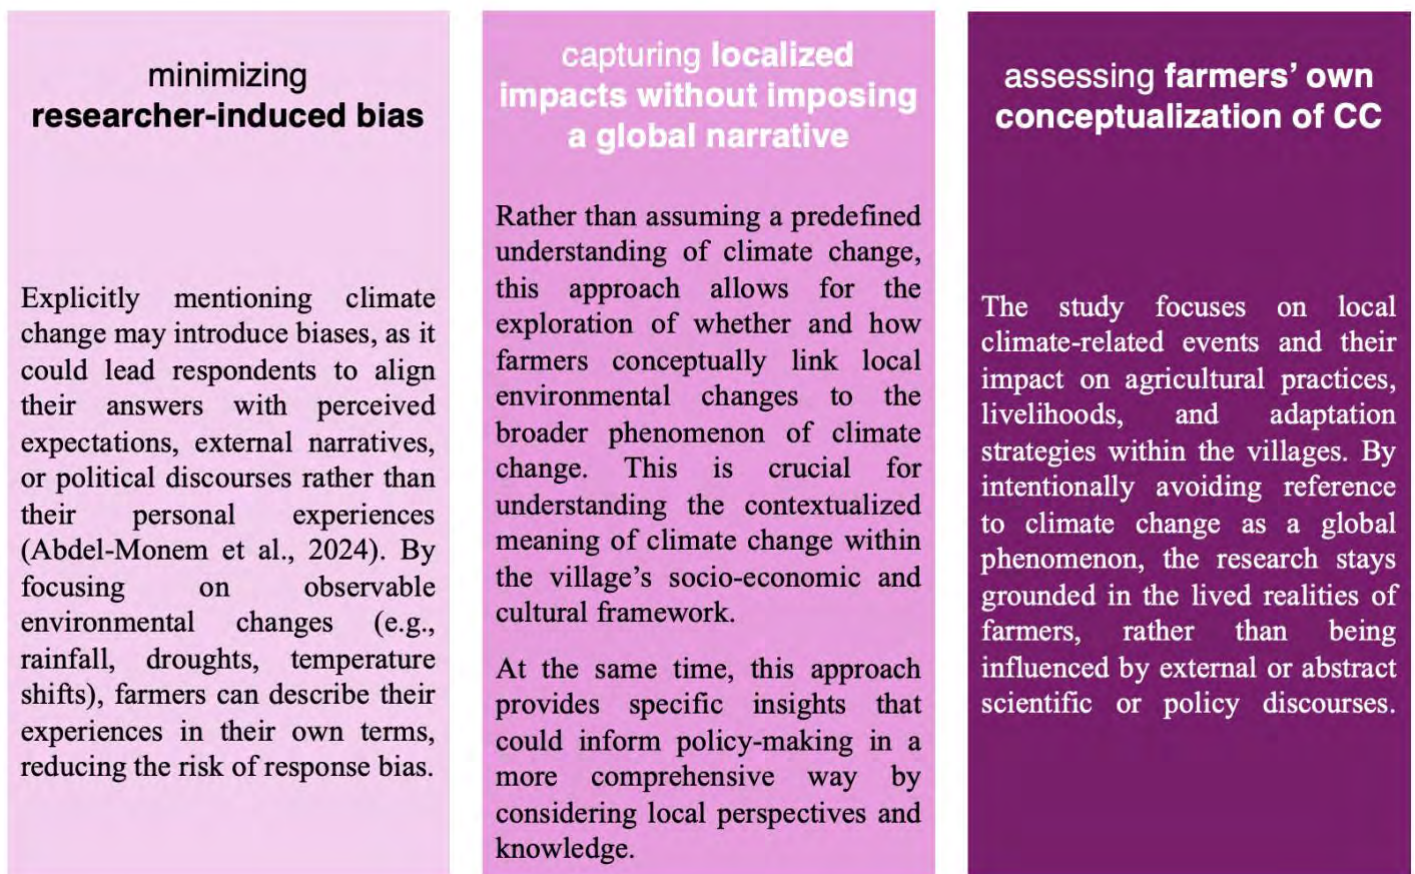 minimizing
researcher-induced bias
Explicitly mentioning climate
change may introduce biases, as it
could lead respondents to align
their answers with perceived
expectations, external narratives,
or political discourses rather than
their personal experiences
(Abdel-Monem et al., 2024). By
focusing on observable
environmental changes (e.g.,
rainfall, droughts, temperature
shifts), farmers can describe their
experiences in their own terms,
reducing the risk of response bias.
capturing localized
impacts without imposing
a global narrative
Rather than assuming a predefined
understanding of climate change,
this approach allows for the
exploration of whether and how
farmers conceptually link local
environmental changes to the
broader phenomenon of climate
change. This is crucial for
understanding the contextualized
meaning of climate change within
the village’s socio-economic and
cultural framework.
At the same time, this approach
provides specific insights that
could inform policy-making in a
more comprehensive way by
considering local perspectives and
knowledge.
assessing farmers’ own
conceptualization of CC
The study focuses on local
climate-related events and their
impact on agricultural practices,
livelihoods, and adaptation
strategies within the villages. By
intentionally avoiding reference
to climate change as a global
phenomenon, the research stays
grounded in the lived realities of
farmers, rather than being
influenced by external or abstract
scientific or policy discourses.